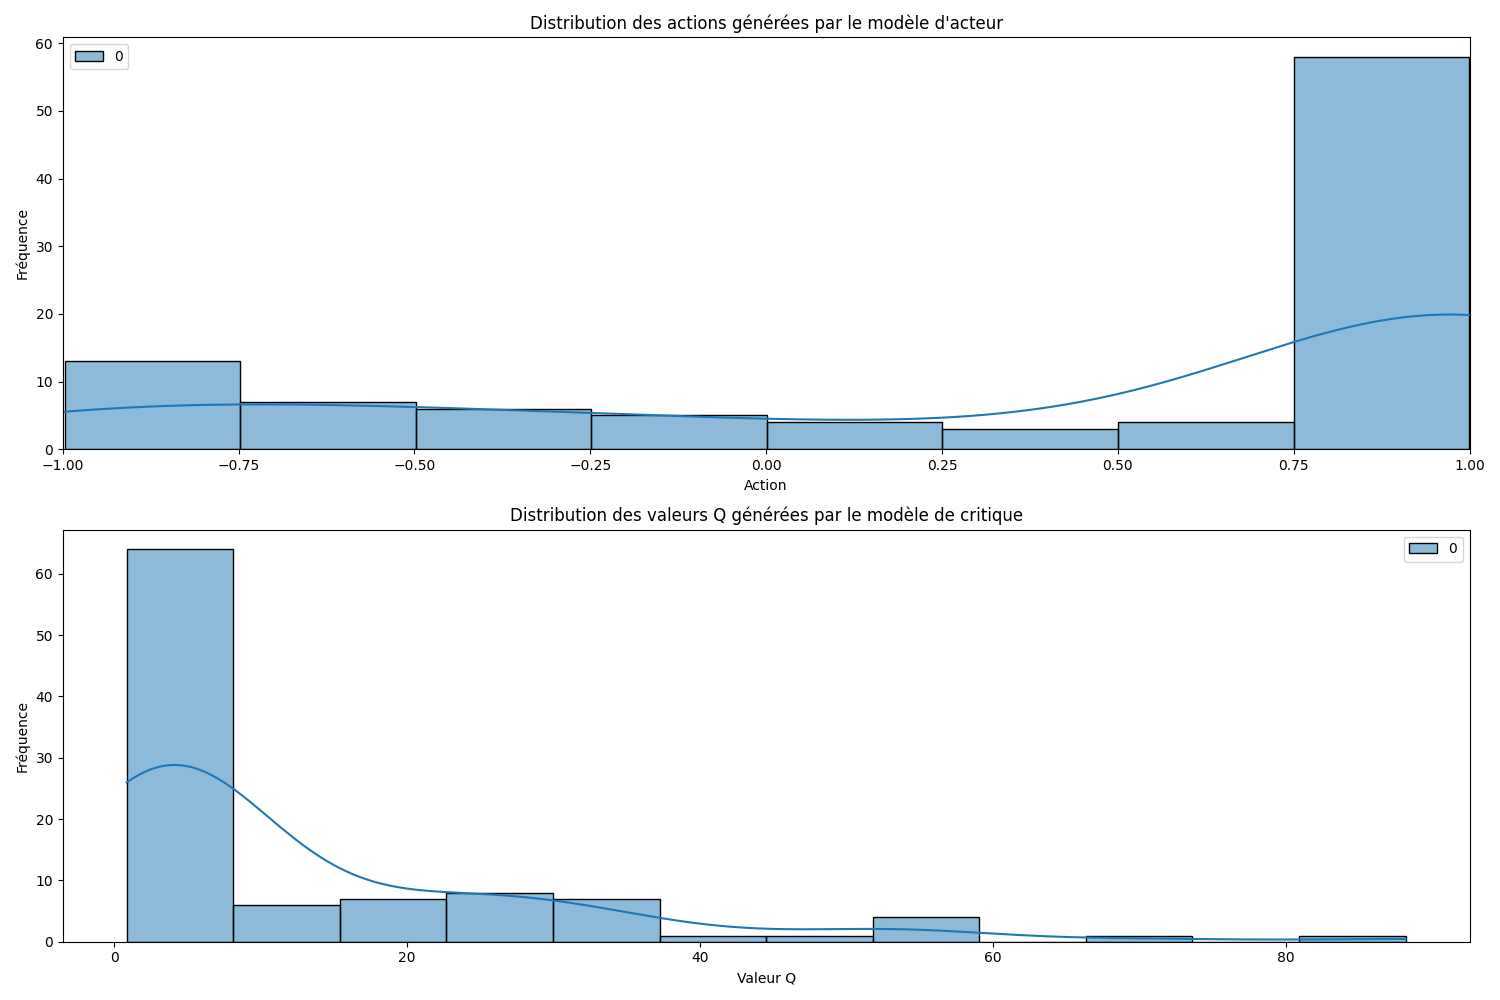 Distribution des actions générées par le modèle d'acteur
60
50
40
30
20
10
0
Fréquence
0
−1.00 −0.75 −0.50 −0.25 0.00 0.25 0.50 0.75 1.00
Action
Distribution des valeurs Q générées par le modèle de critique
60
50
40
30
20
10
0
Fréquence
0
0 20 40 60 80
Valeur Q